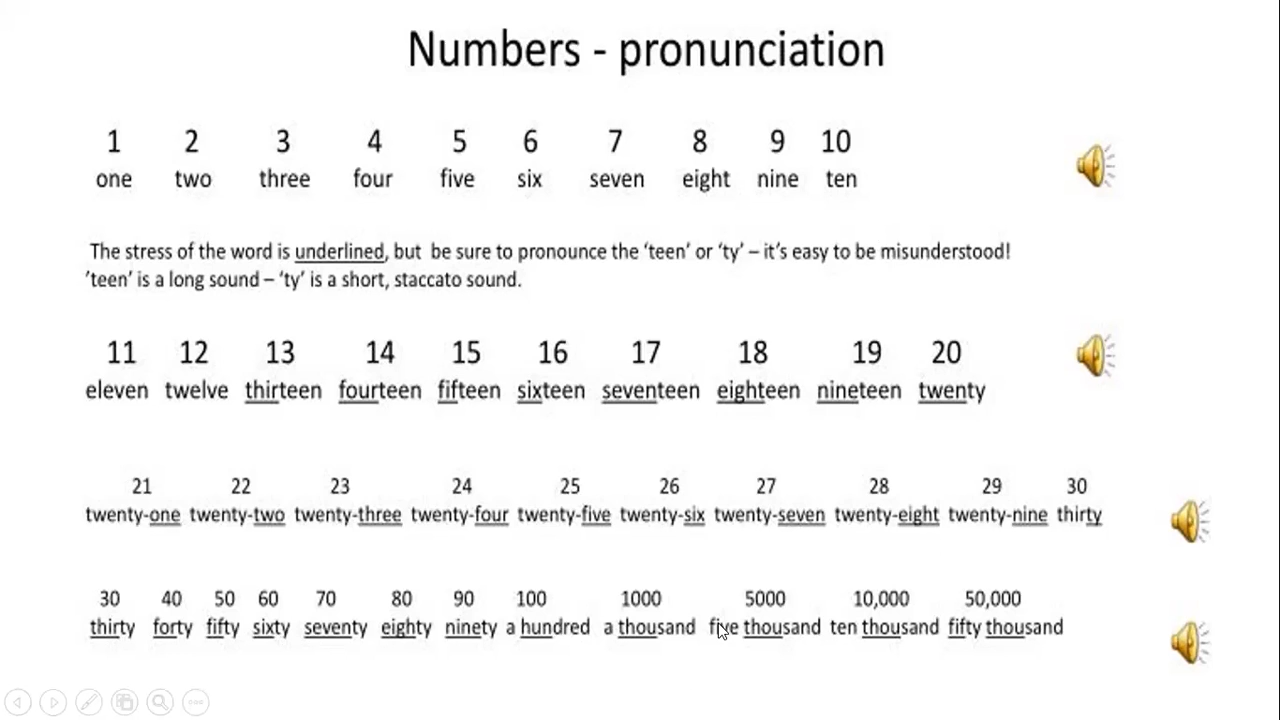 Numbers - pronunciation
1 2 3 4 5 6 7 8 9 10
one two three four five six seven eight nine ten
The stress of the word is underlined, but be sure to pronounce the ‘teen’ or ‘ty’ – it’s easy to be misunderstood!
’teen’ is a long sound – ‘ty’ is a short, staccato sound.
11 12 13 14 15 16 17 18 19 20
eleven twelve thirteen fourteen fifteen sixteen seventeen eighteen nineteen twenty
21 22 23 24 25 26 27 28 29 30
twenty-one twenty-two twenty-three twenty-four twenty-five twenty-six twenty-seven twenty-eight twenty-nine thirty
30 40 50 60 70 80 90 100 1000 5000 10,000 50,000
thirty forty fifty sixty seventy eighty ninety a hundred a thousand five thousand ten thousand fifty thousand